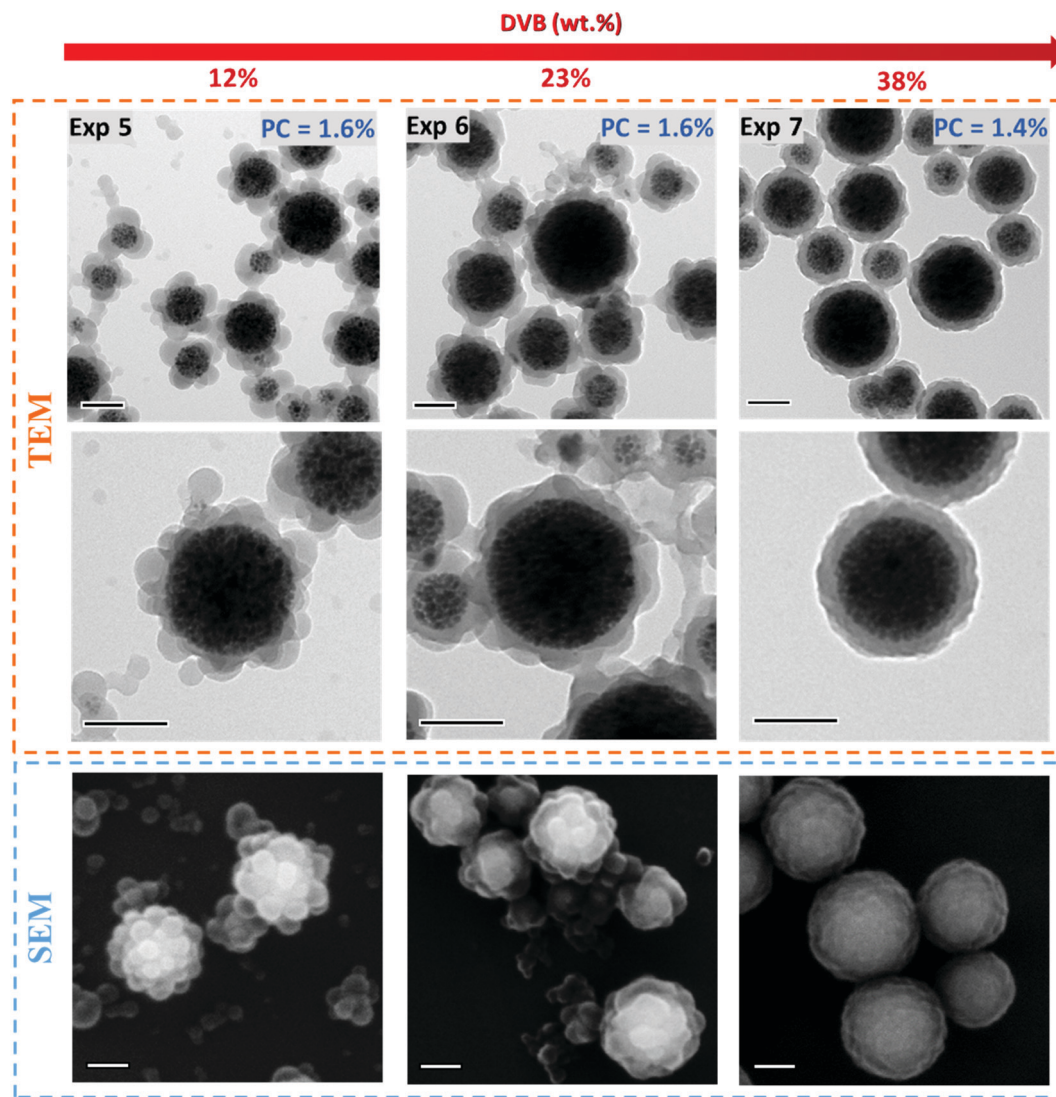 DVB (wt.%)
12% 23% 38%
Exp 5 PC = 1.6% Exp 6 PC = 1.6% Exp 7 PC = 1.4%
TEM
SEM